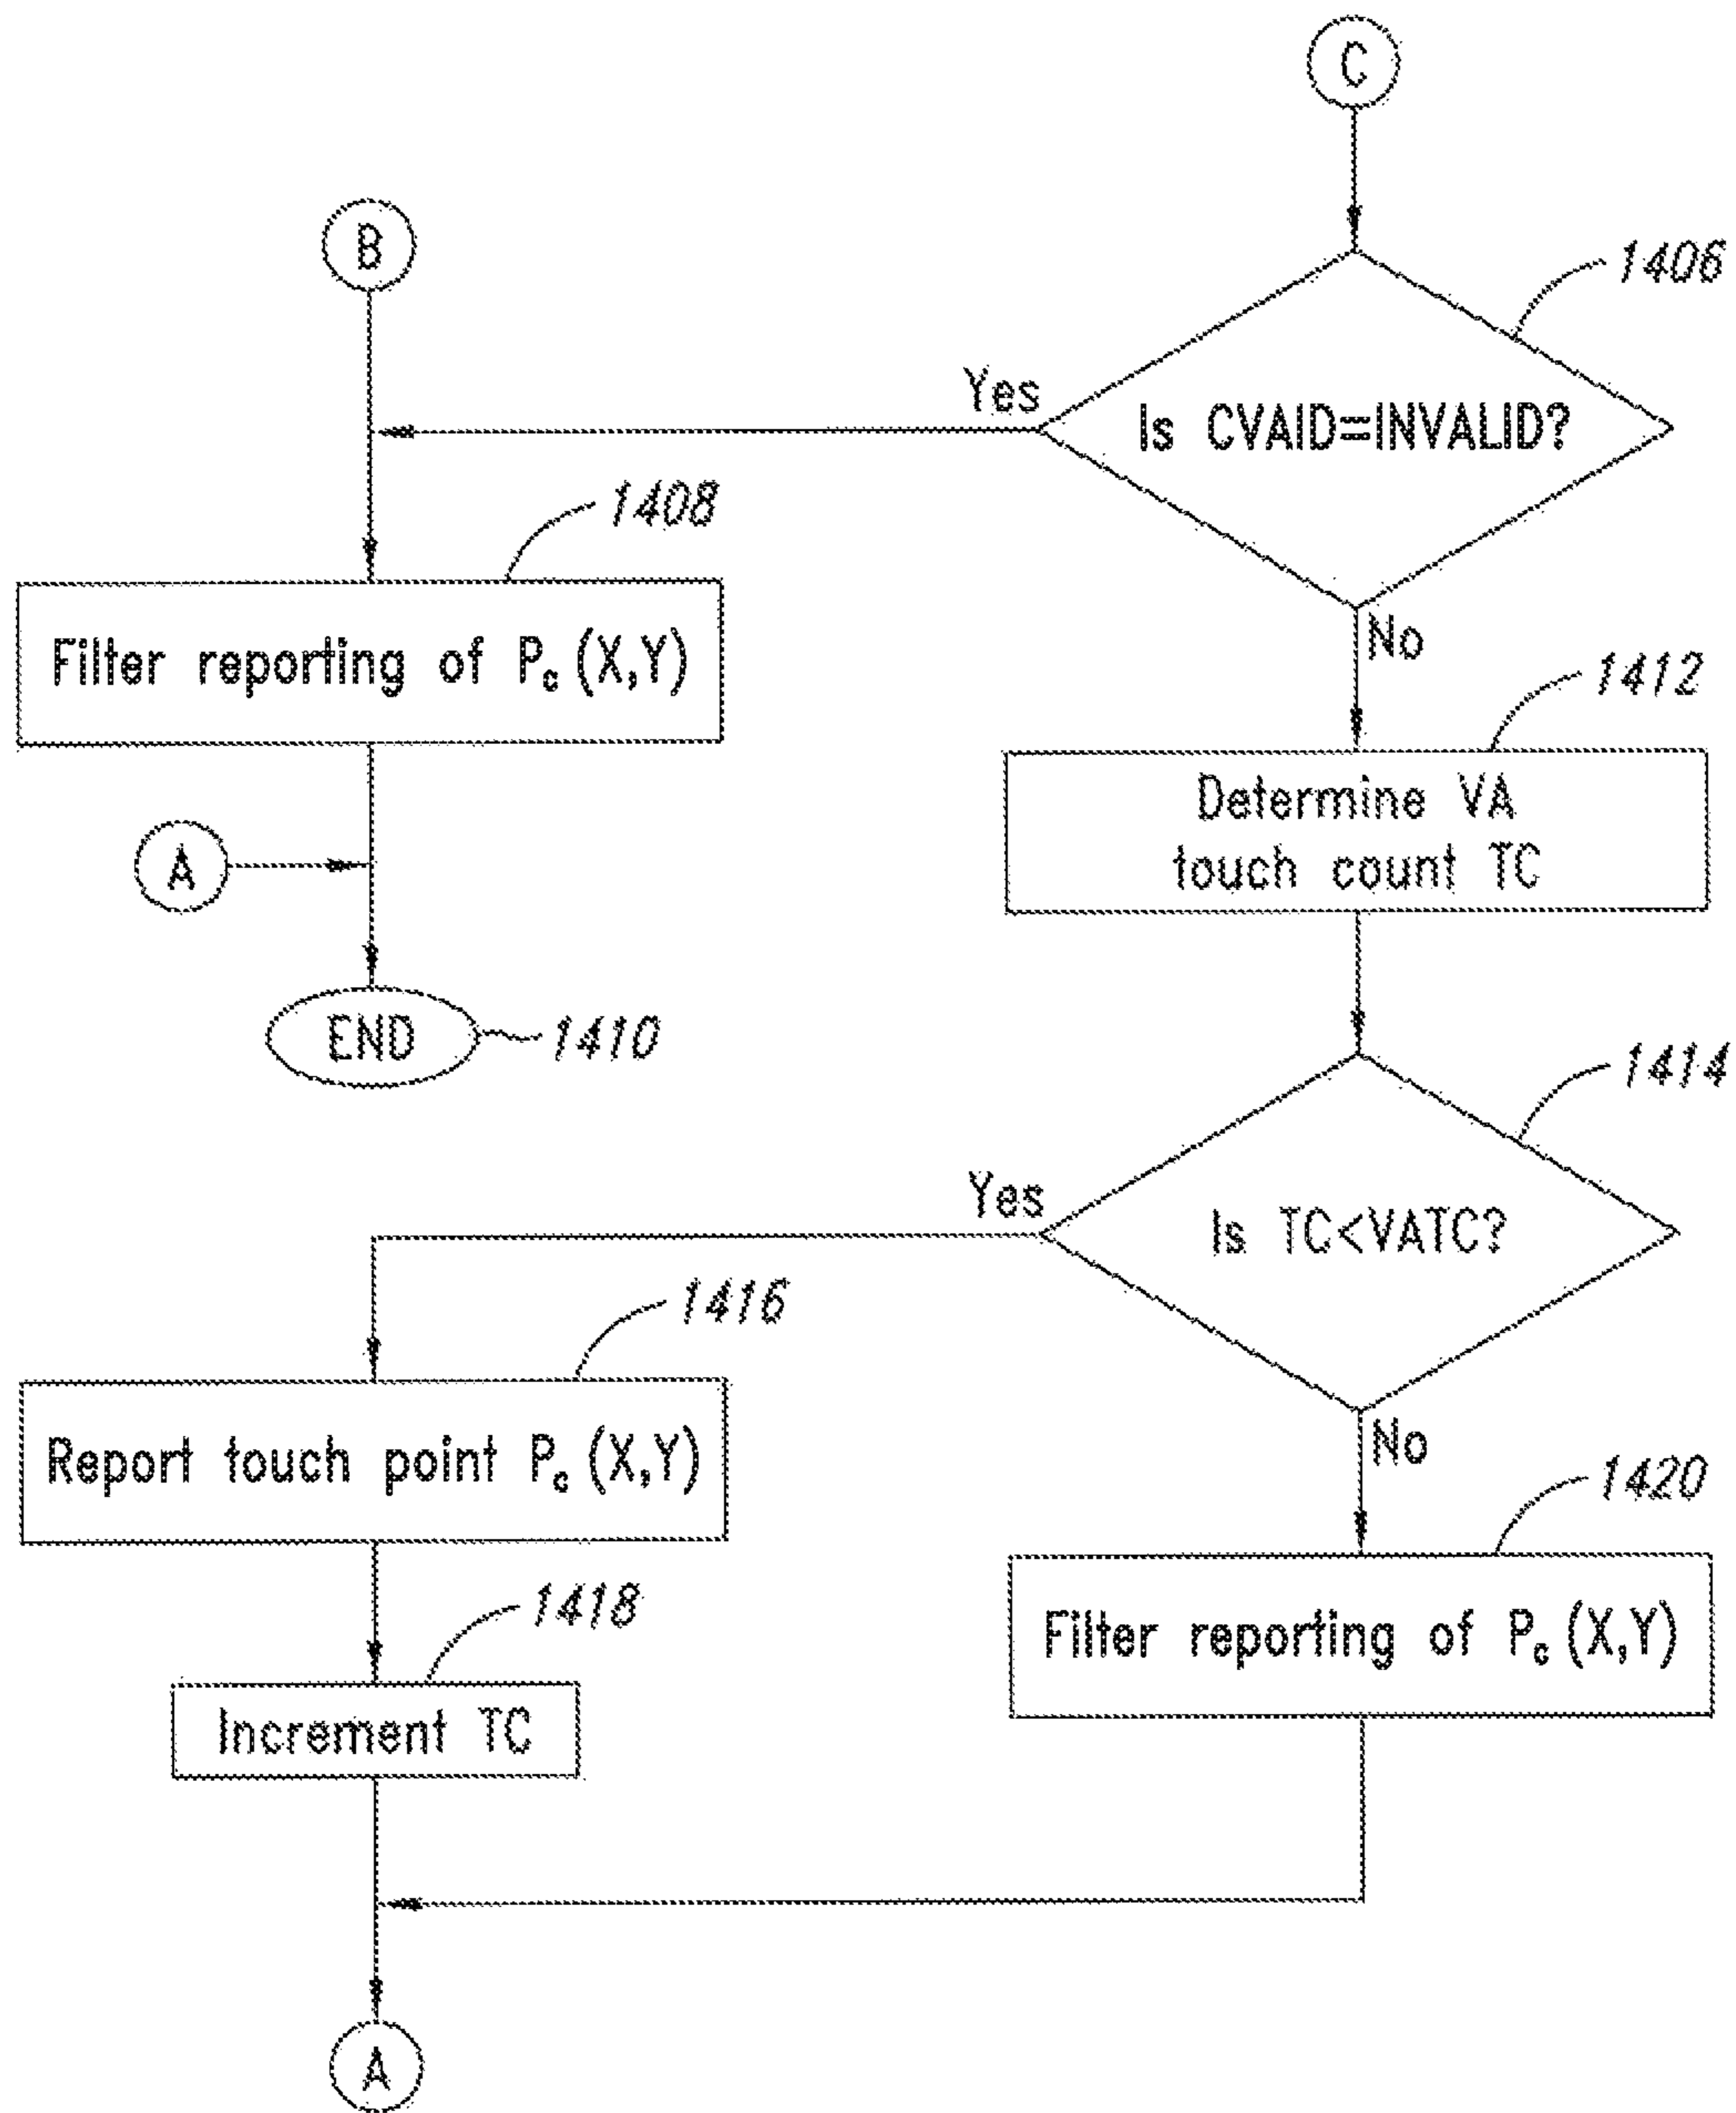 C
B
1406
Yes
Is CVAID=INVALID?
1408
No
Filter reporting of Pc (X,Y)
1412
Determine VA
touch count TC
A
END
1410
1414
Yes
Is TC<VATC?
1416
No
Report touch point Pc (X,Y)
1420
1418
Filter reporting of Pc (X,Y)
Increment TC
A